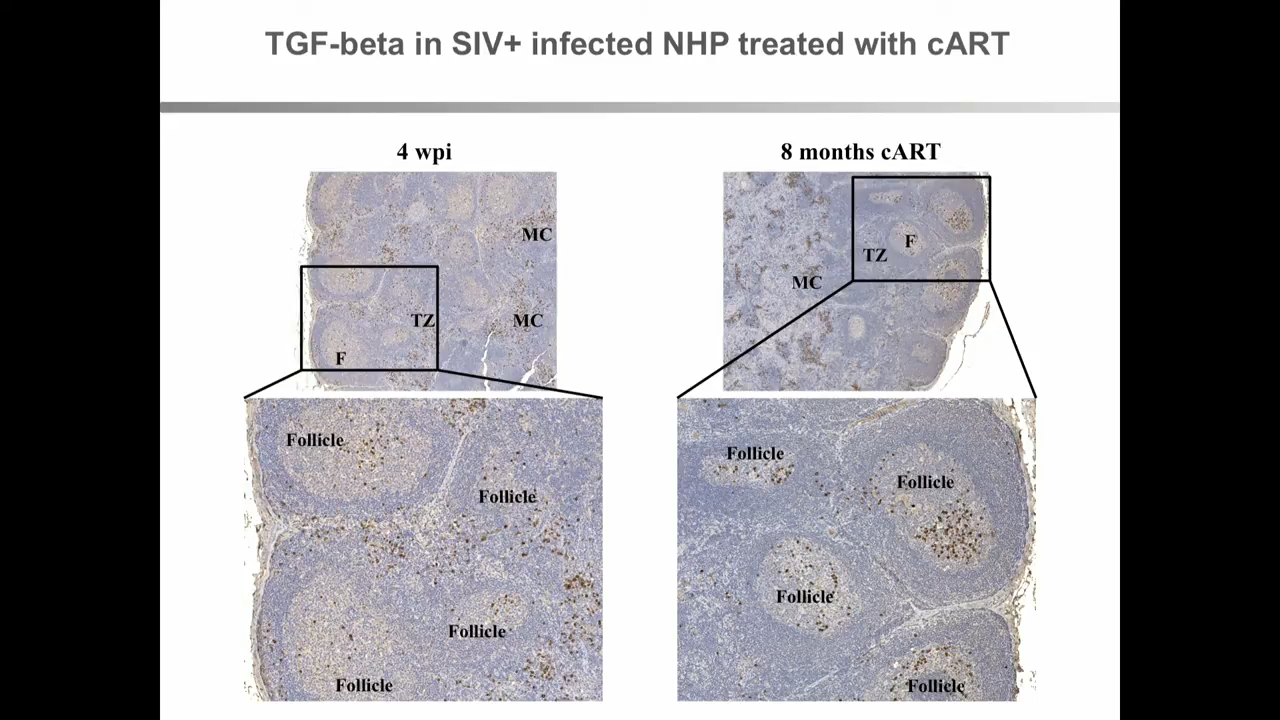 TGF-beta in SIV+ infected NHP treated with cART
4 wpi
MC
TZ
MC
F
Follicle
Follicle
Follicle
Follicle
8 months cART
F
TZ
MC
Follicle
Follicle
Follicle
Follicle